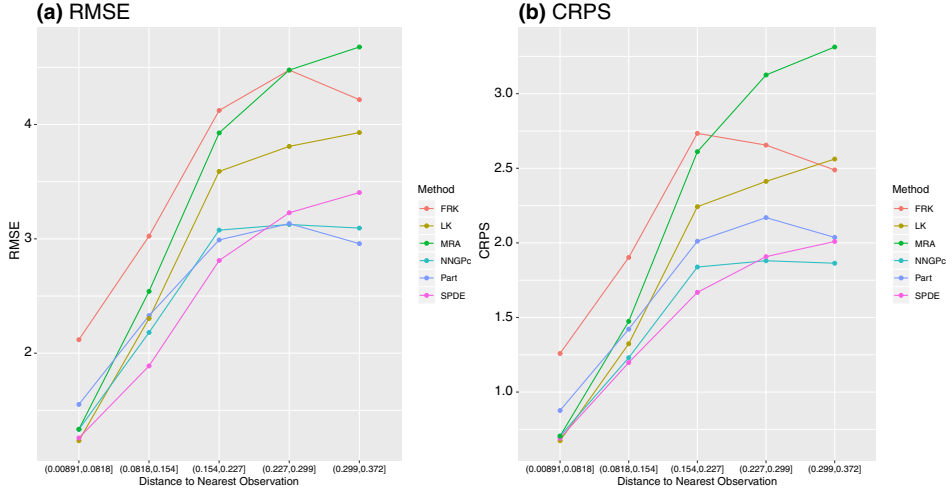 (a) RMSE
RMSE
4
3
2
(0.00891,0.0818] (0.0818,0.154] (0.154,0.227] (0.227,0.299] (0.299,0.372]
Distance to Nearest Observation
Method
FRK
LK
MRA
NNGPc
Part
SPDE
(b) CRPS
CRPS
3.0
2.5
2.0
1.5
1.0
(0.00891,0.0818] (0.0818,0.154] (0.154,0.227] (0.227,0.299] (0.299,0.372]
Distance to Nearest Observation
Method
FRK
LK
MRA
NNGPc
Part
SPDE